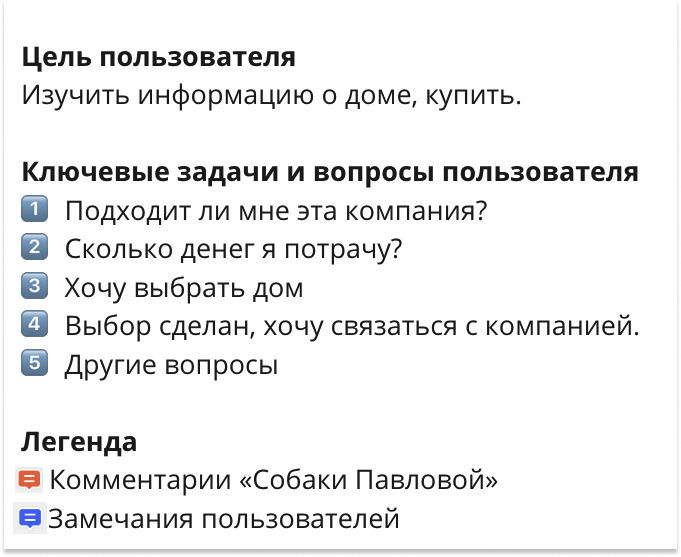 Цель пользователя
Изучить информацию о доме, купить.
Ключевые задачи и вопросы пользователя
1 Подходит ли мне эта компания?
2 Сколько денег я потрачу?
3 Хочу выбрать дом
4 Выбор сделан, хочу связаться с компанией.
5 Другие вопросы
Легенда
Комментарии «Собаки Павловой»
Замечания пользователей